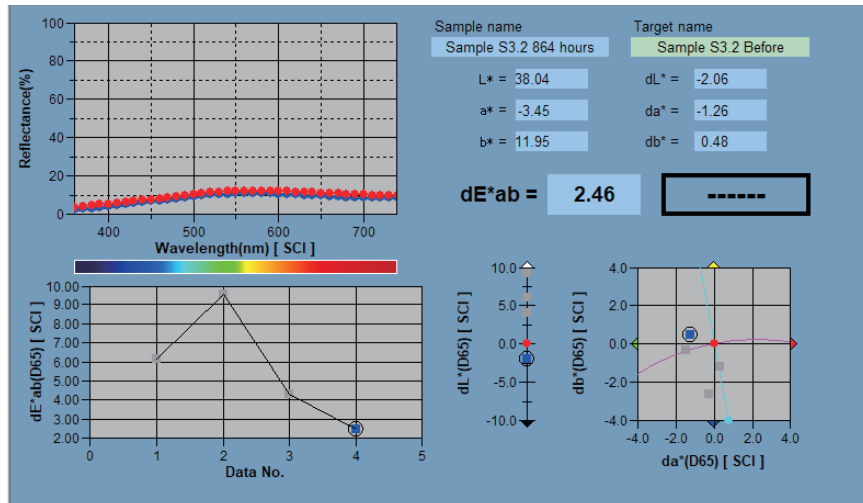 Sample name
Target name
Sample S3.2 864 hours
Sample S3.2 Before
L* = 38.04
dL* = -2.06
a* = -3.45
da* = -1.26
b* = 11.95
db* = 0.48
dE*ab = 2.46
------
Reflectance(%)
100
80
60
40
20
0
400 500 600 700
Wavelength(nm) [ SCI ]
dE*ab(D65) [ SCI ]
10.00
9.00
8.00
7.00
6.00
5.00
4.00
3.00
2.00
0 1 2 3 4 5
Data No.
dL*(D65) [ SCI ]
10.0
5.0
0.0
-5.0
-10.0
db*(D65) [ SCI ]
4.0
2.0
0.0
-2.0
-4.0
-4.0 -2.0 0.0 2.0 4.0
da*(D65) [ SCI ]